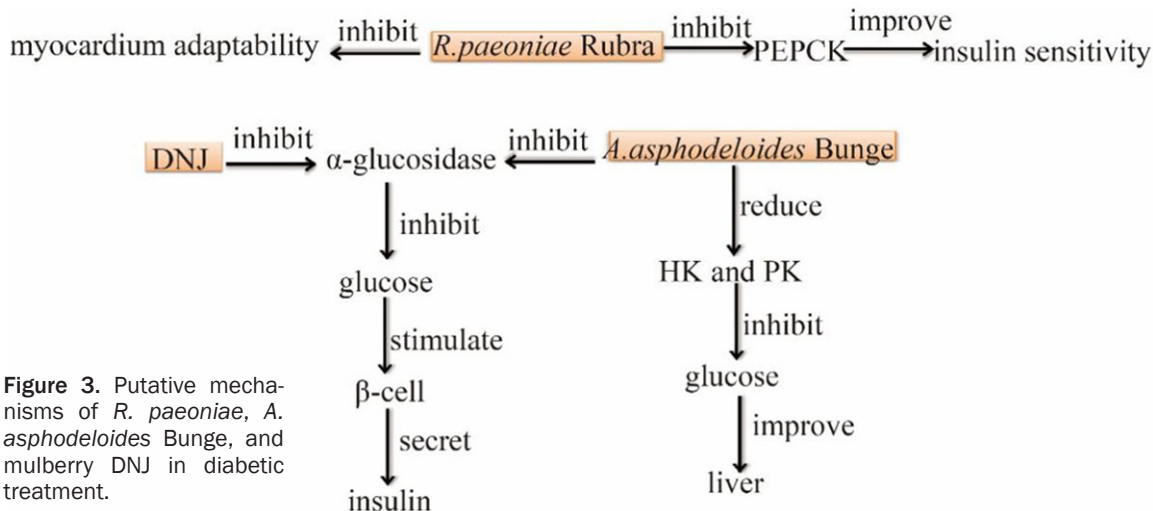 myocardium adaptability inhibit R.paeoniae Rubra inhibit PEPCK improve insulin sensitivity
DNJ inhibit α-glucosidase inhibit A.asphodeloides Bunge
inhibit
reduce
glucose
HK and PK
stimulate
inhibit
β-cell
glucose
secret
improve
insulin
liver
Figure 3. Putative mecha-
nisms of R. paeoniae, A.
asphodeloides Bunge, and
mulberry DNJ in diabetic
treatment.